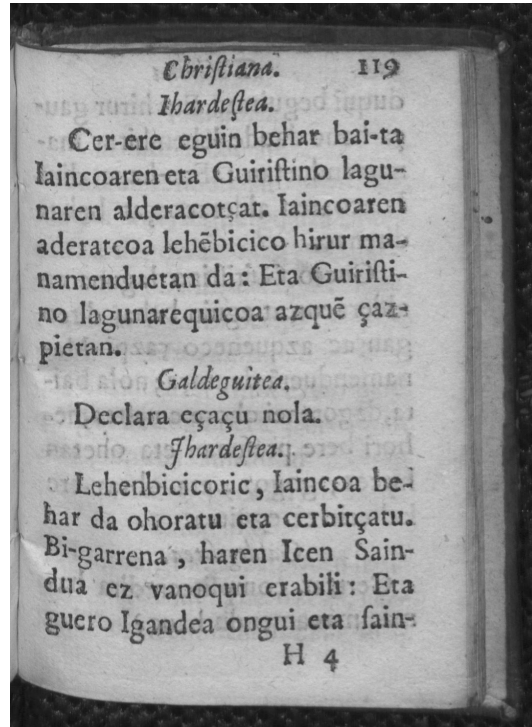 Chriſtiana. 119
Ihardeſtea.
Cer-ere eguin behar bai-ta
Iaincoaren eta Guiriſtino lagu-
naren alderacotçat. Iaincoaren
aderatcoa lehẽbicico hirur ma-
namenduetan da: Eta Guiriſti-
no lagunarequicoa azquẽ çaz-
pietan.
Galdeguitea.
Declara eçaçu nola.
Jhardeſtea.
Lehenbicicoric, Iaincoa be-
har da ohoratu eta cerbitçatu.
Bi-garrena, haren Icen Sain-
dua ez vanoqui erabili: Eta
guero Igandea ongui eta ſain-
H 4